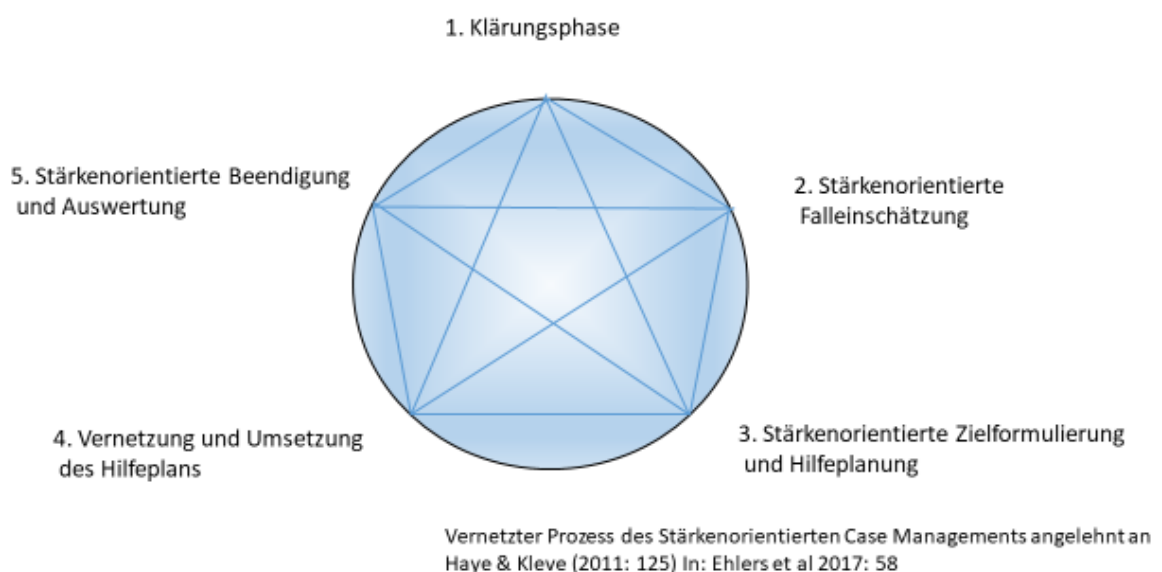 1. Klärungsphase
2. Stärkenorientierte
Falleinschätzung
3. Stärkenorientierte Zielformulierung
und Hilfeplanung
4. Vernetzung und Umsetzung
des Hilfeplans
5. Stärkenorientierte Beendigung
und Auswertung
Vernetzter Prozess des Stärkenorientierten Case Managements angelehnt an
Haye & Kleve (2011: 125) In: Ehlers et al 2017: 58